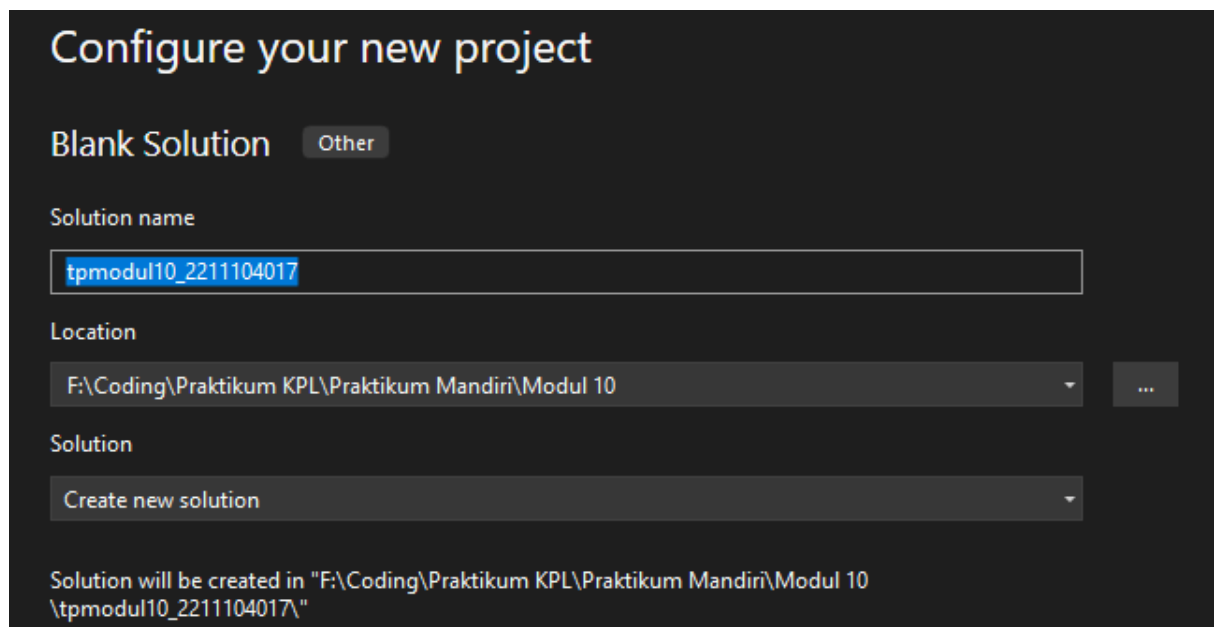 Configure your new project
Blank Solution Other
Solution name
tpmodul10_2211104017
Location
F:\Coding\Praktikum KPL\Praktikum Mandiri\Modul 10
...
Solution
Create new solution
Solution will be created in "F:\Coding\Praktikum KPL\Praktikum Mandiri\Modul 10
\tpmodul10_2211104017\"